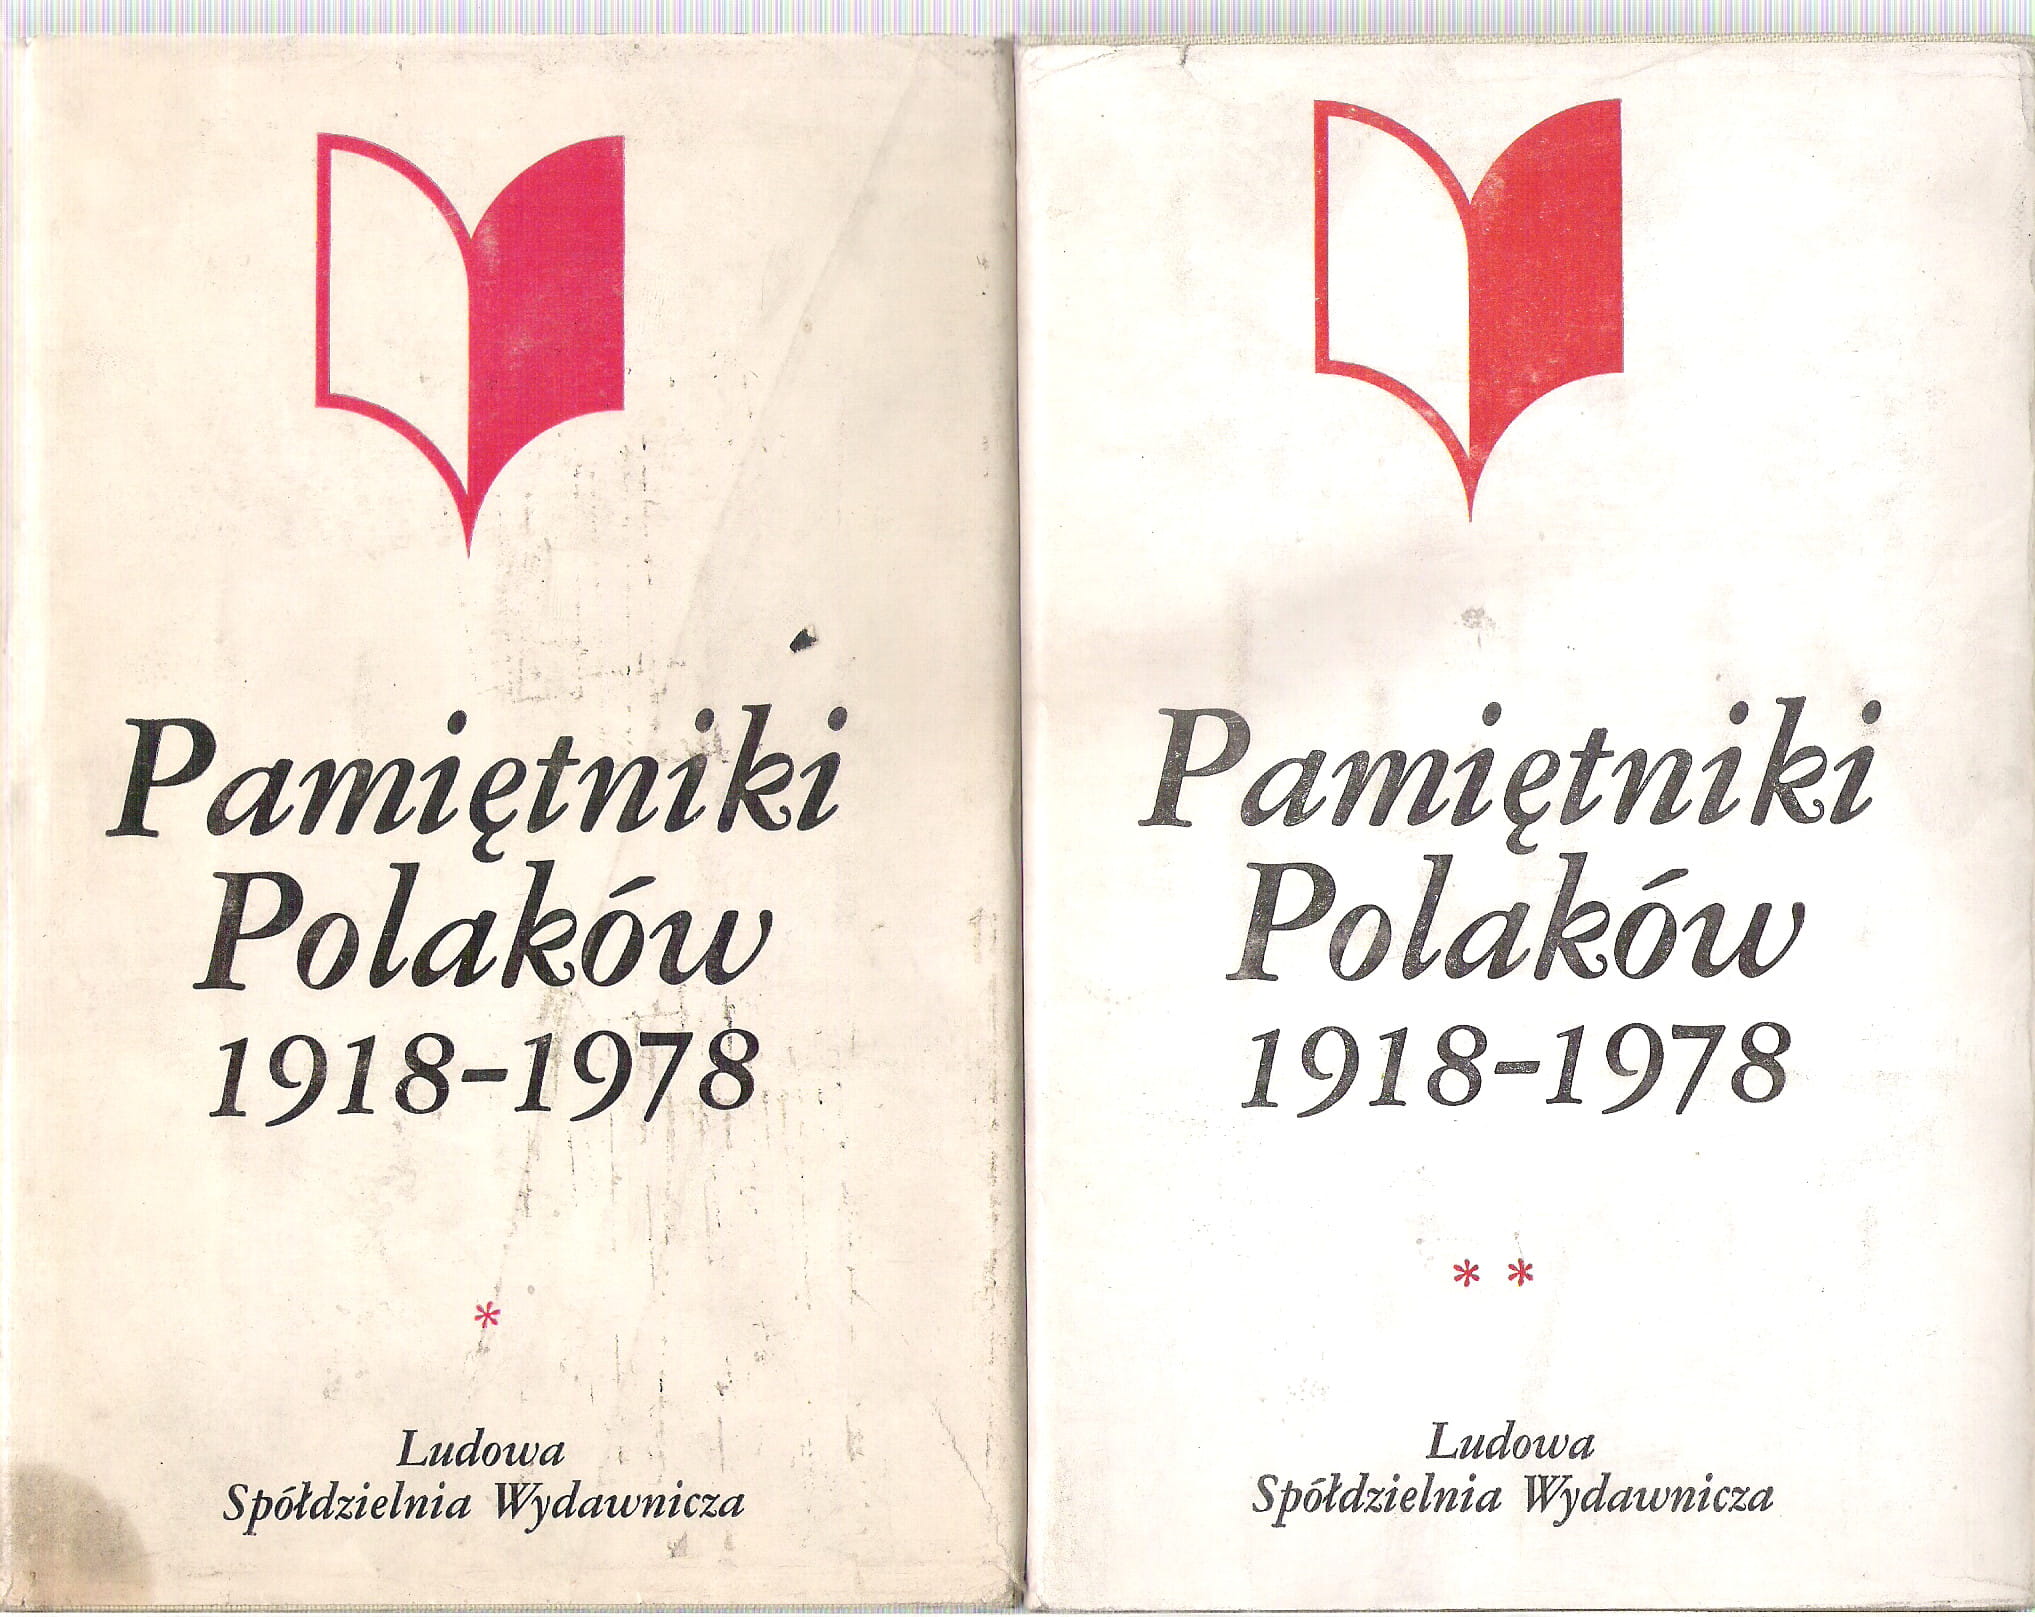 Pamiętniki
Polaków
1918-1978
*
Ludowa
Spółdzielnia Wydawnicza
Pamiętniki
Polaków
1918-1978
* *
Ludowa
Spółdzielnia Wydawnicza